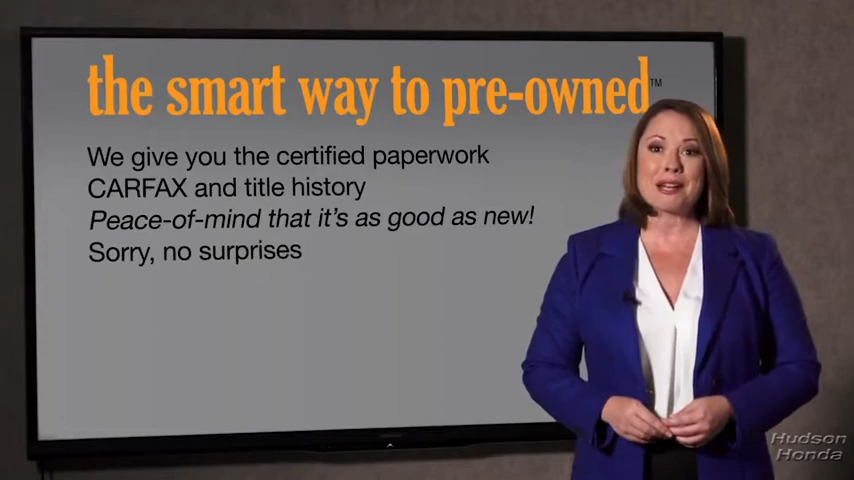 the smart way to pre-owned™
We give you the certified paperwork
CARFAX and title history
Peace-of-mind that it's as good as new!
Sorry, no surprises
Hudson
Honda